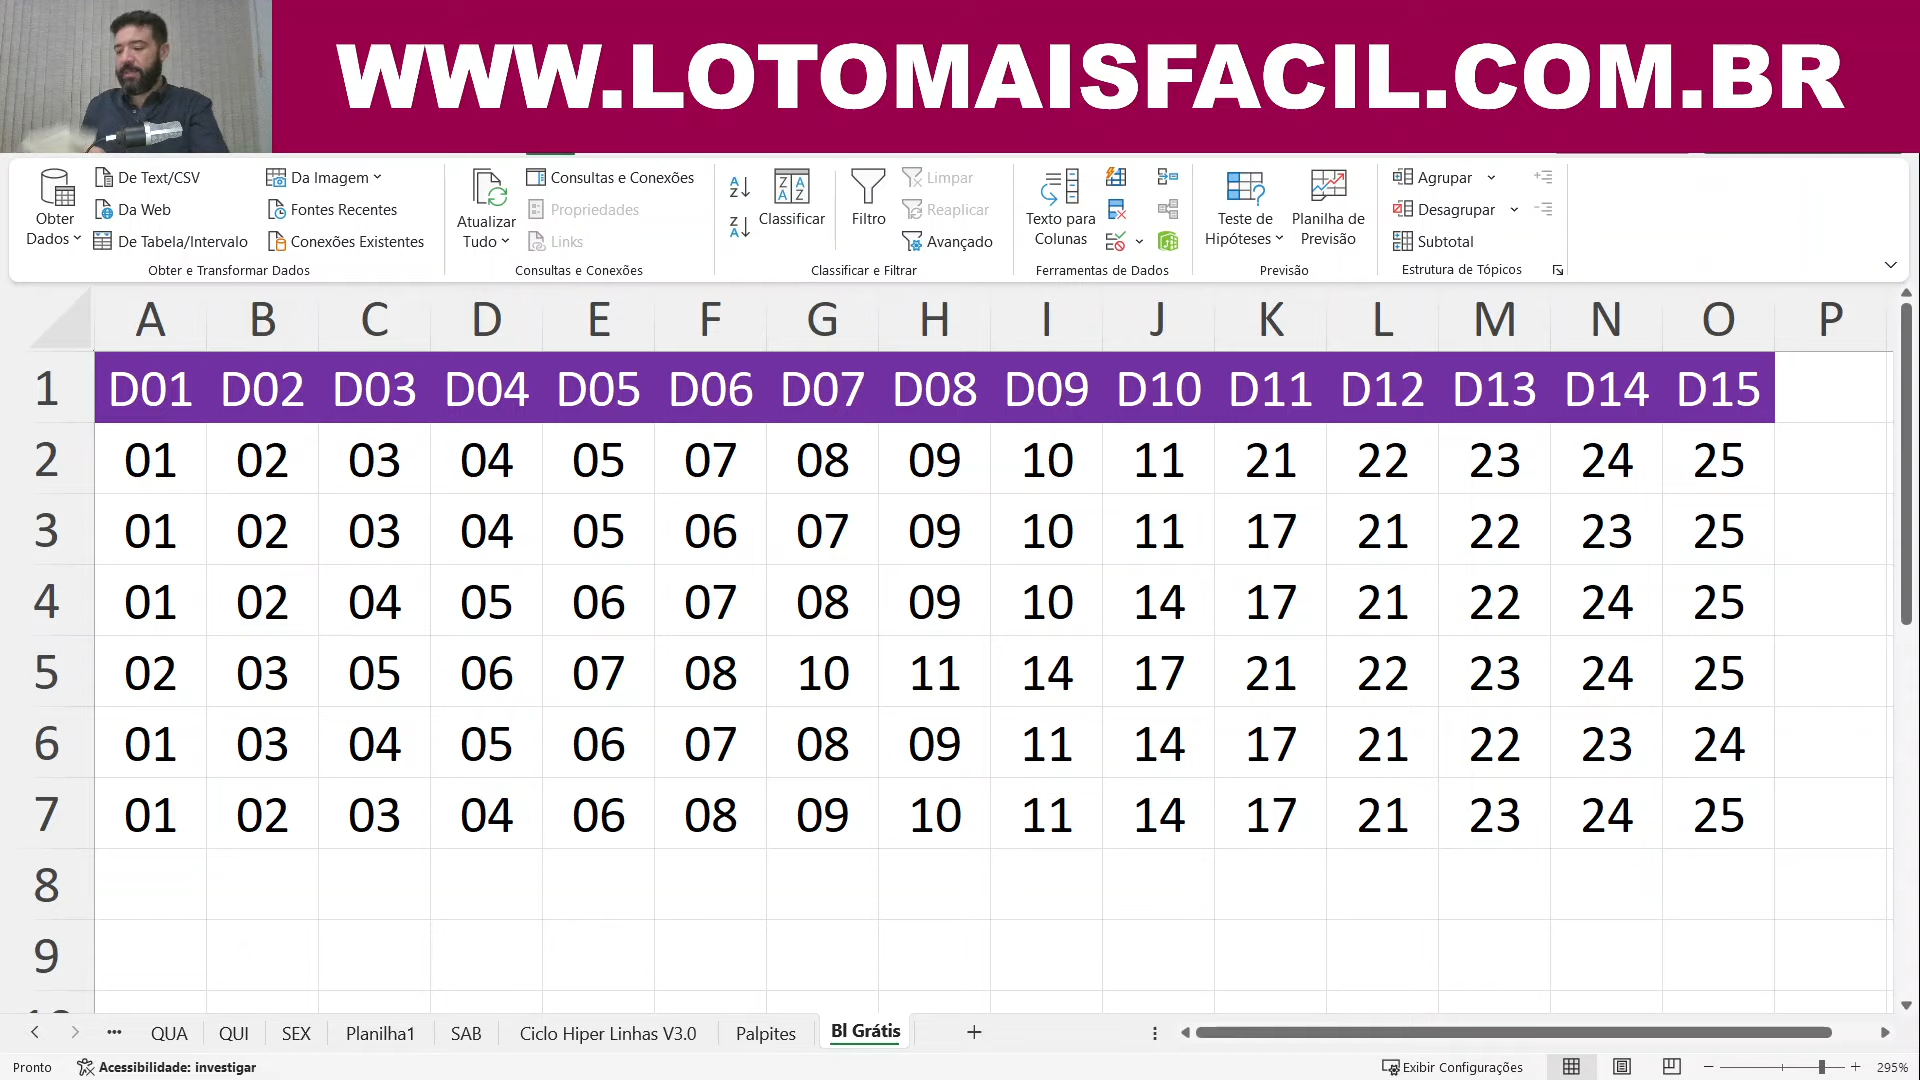 WWW.LOTOMAISFACIL.COM.BR
Obter Dados
De Text/CSV
Da Web
De Tabela/Intervalo
Da Imagem
Fontes Recentes
Conexões Existentes
Obter e Transformar Dados
Atualizar Tudo
Consultas e Conexões
Propriedades
Links
Consultas e Conexões
Classificar
Filtro
Limpar
Reaplicar
Avançado
Classificar e Filtrar
Texto para Colunas
Ferramentas de Dados
Teste de Hipóteses
Planilha de Previsão
Previsão
Agrupar
Desagrupar
Subtotal
Estrutura de Tópicos
A B C D E F G H I J K L M N O P
1 D01 D02 D03 D04 D05 D06 D07 D08 D09 D10 D11 D12 D13 D14 D15
2 01 02 03 04 05 07 08 09 10 11 21 22 23 24 25
3 01 02 03 04 05 06 07 09 10 11 17 21 22 23 25
4 01 02 04 05 06 07 08 09 10 14 17 21 22 24 25
5 02 03 05 06 07 08 10 11 14 17 21 22 23 24 25
6 01 03 04 05 06 07 08 09 11 14 17 21 22 23 24
7 01 02 03 04 06 08 09 10 11 14 17 21 23 24 25
8
9
QUA QUI SEX Planilha1 SAB Ciclo Hiper Linhas V3.0 Palpites BI Grátis
Pronto Acessibilidade: investigar Exibir Configurações 295%